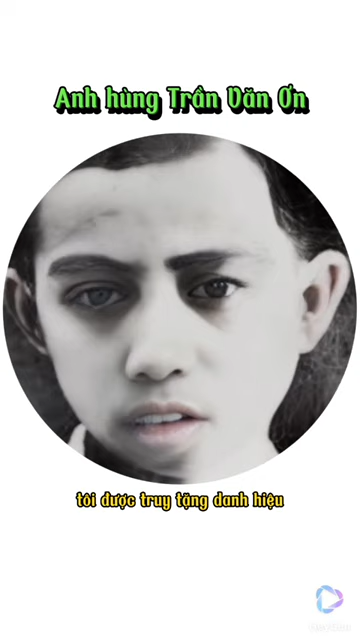 Anh hùng Trần Văn Ơn
tôi được truy tặng danh hiệu